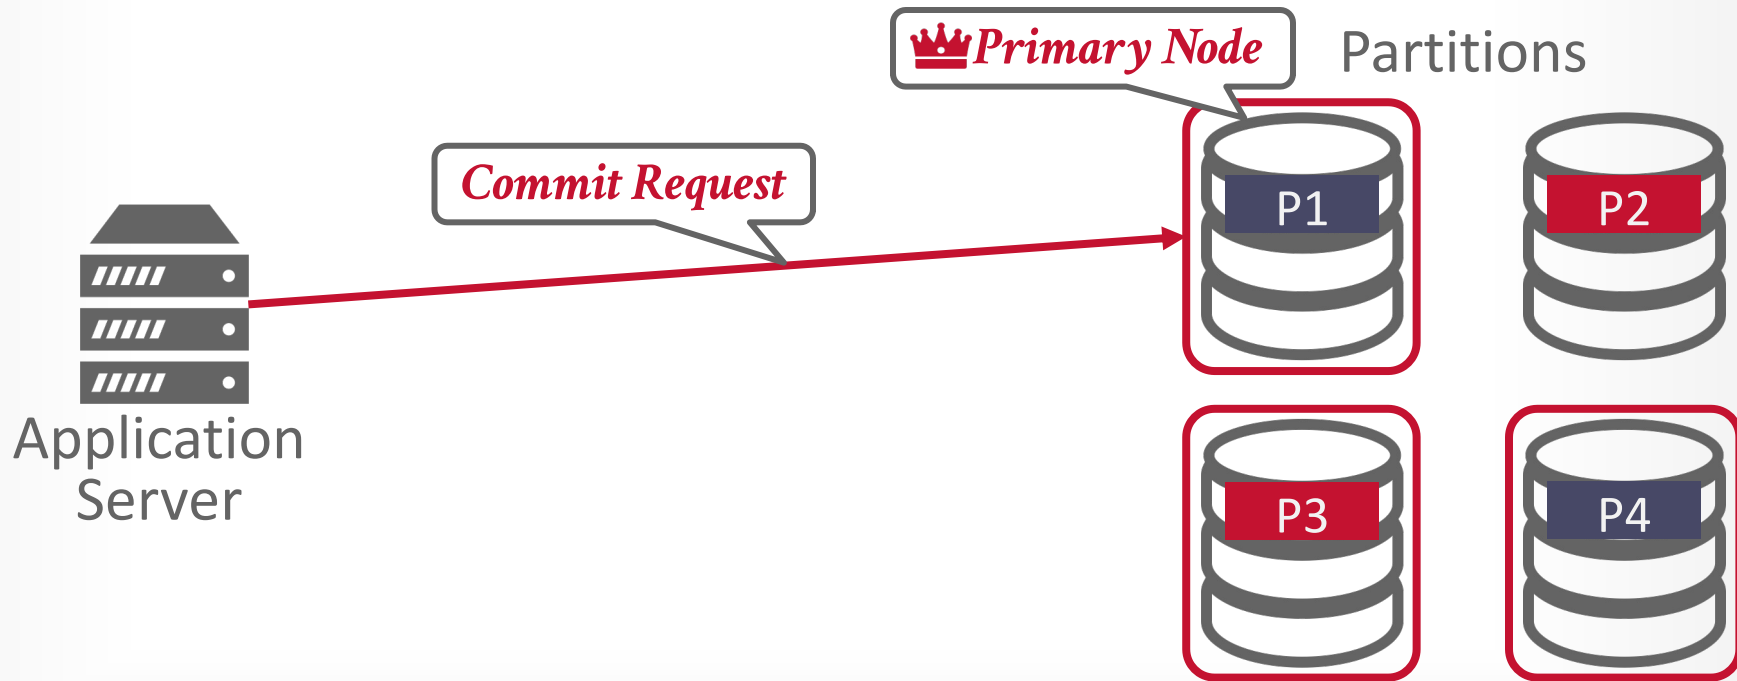 Primary Node
Partitions
Commit Request
P1
P2
Application
Server
P3
P4